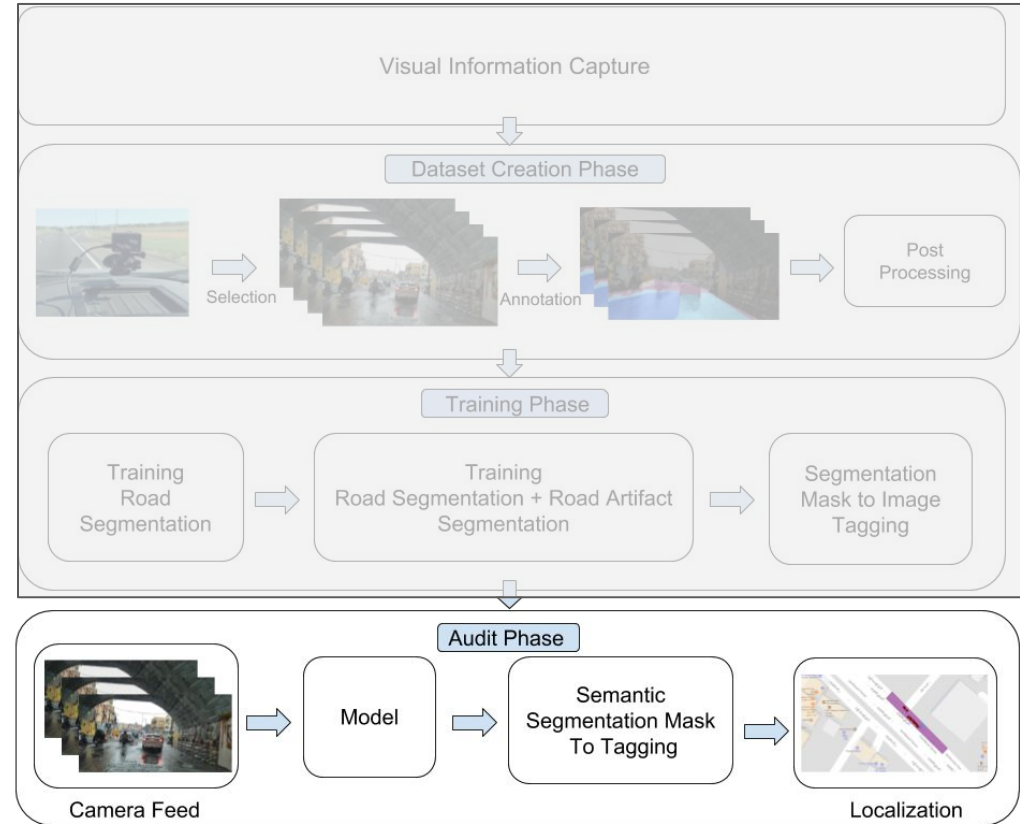 Visual Information Capture
Dataset Creation Phase
Selection
Annotation
Post
Processing
Training Phase
Training
Road
Segmentation
Training
Road Segmentation + Road Artifact
Segmentation
Segmentation
Mask to Image
Tagging
Audit Phase
Model
Semantic
Segmentation Mask
To Tagging
Camera Feed
Localization